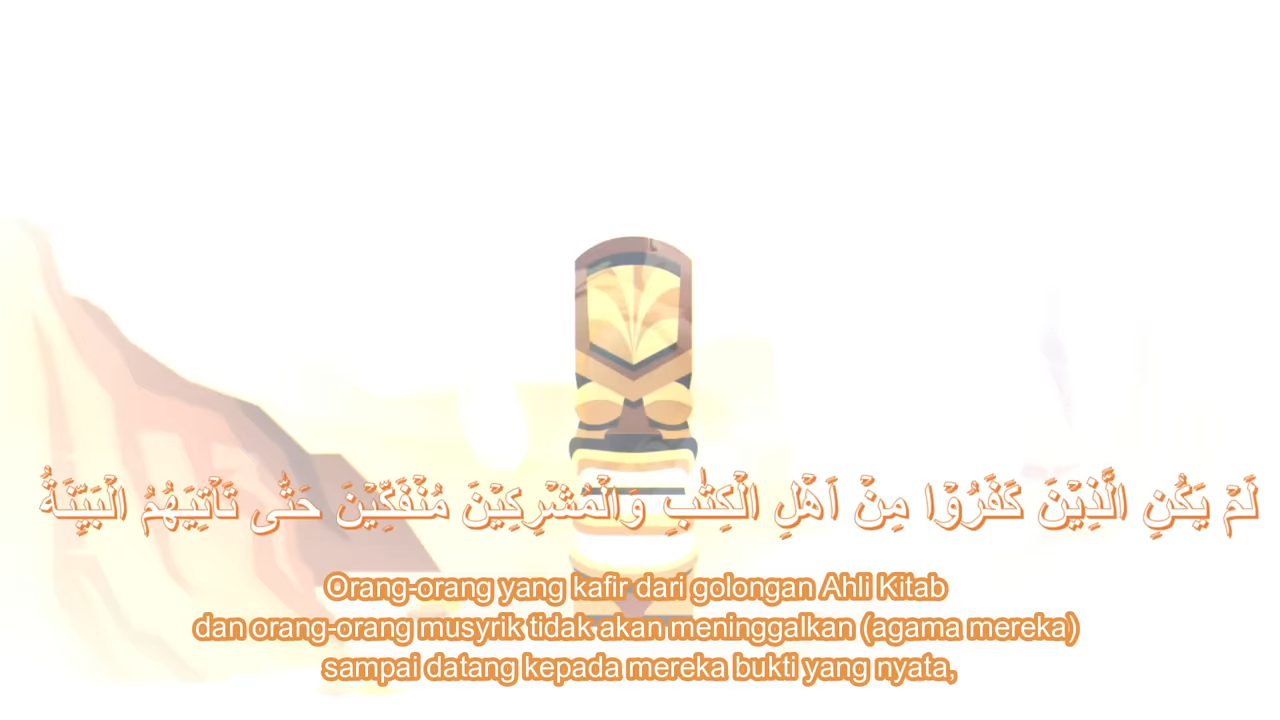 لَمْ يَكُنِ الَّذِيْنَ كَفَرُوْا مِنْ اَهْلِ الْكِتٰبِ وَالْمُشْرِكِيْنَ مُنْفَكِّيْنَ حَتّٰى تَأْتِيَهُمُ الْبَيِّنَةُ
Orang-orang yang kafir dari golongan Ahli Kitab
dan orang-orang musyrik tidak akan meninggalkan (agama mereka)
sampai datang kepada mereka bukti yang nyata,